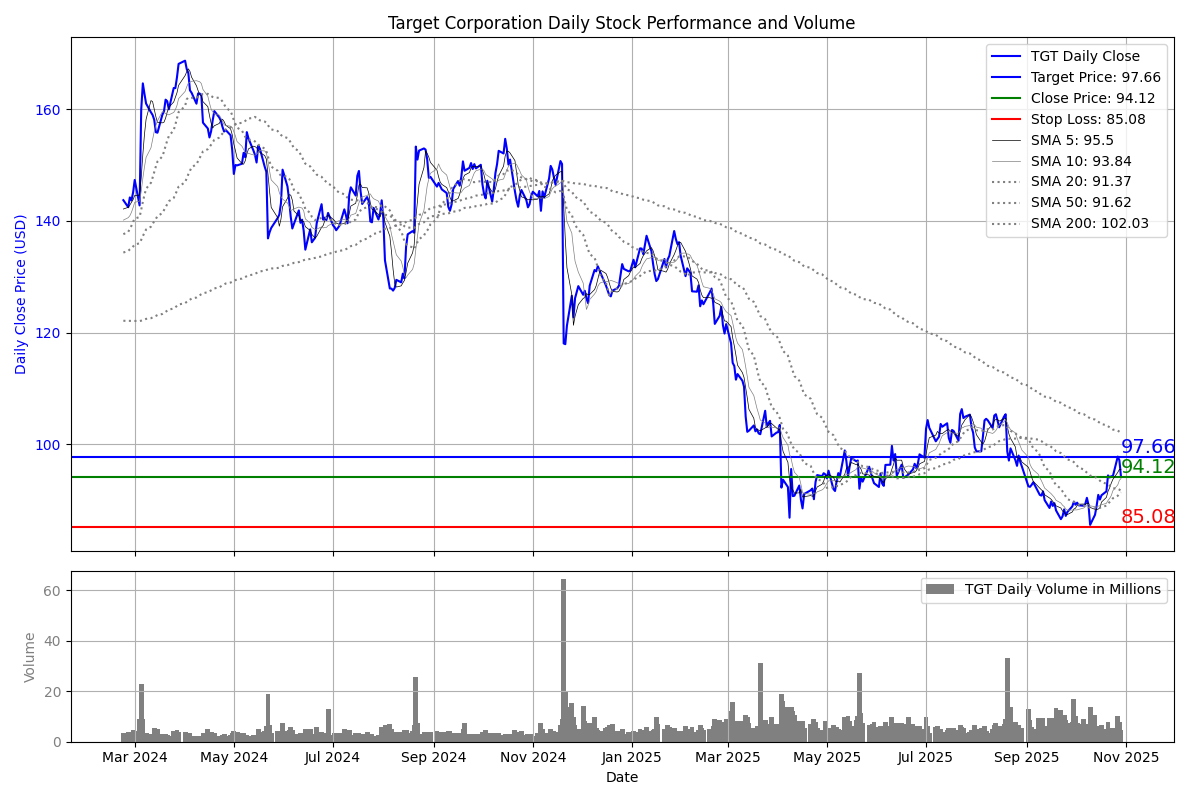 Target Corporation Daily Stock Performance and Volume
Daily Close Price (USD)
160
140
120
100
TGT Daily Close
Target Price: 97.66
Close Price: 94.12
Stop Loss: 85.08
SMA 5: 95.5
SMA 10: 93.84
SMA 20: 91.37
SMA 50: 91.62
SMA 200: 102.03
97.66
94.12
85.08
Volume
60
40
20
0
TGT Daily Volume in Millions
Mar 2024 May 2024 Jul 2024 Sep 2024 Nov 2024 Jan 2025 Mar 2025 May 2025 Jul 2025 Sep 2025 Nov 2025
Date